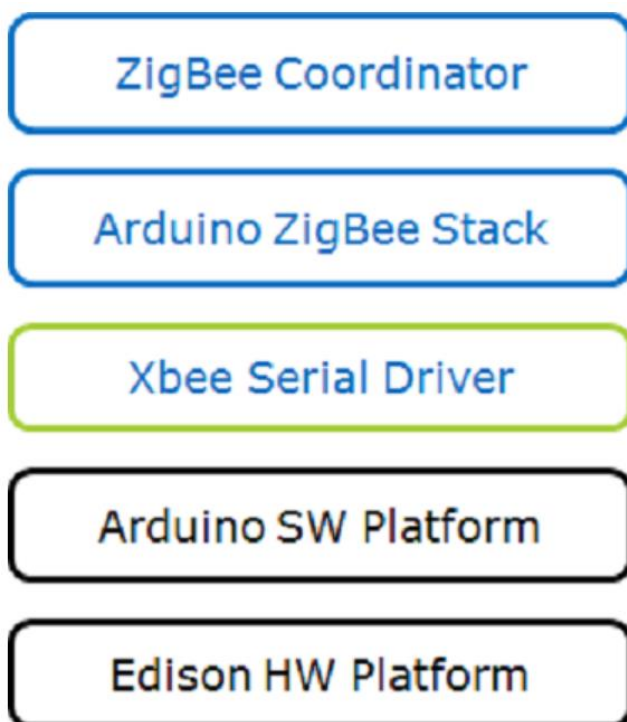 ZigBee Coordinator
Arduino ZigBee Stack
Xbee Serial Driver
Arduino SW Platform
Edison HW Platform